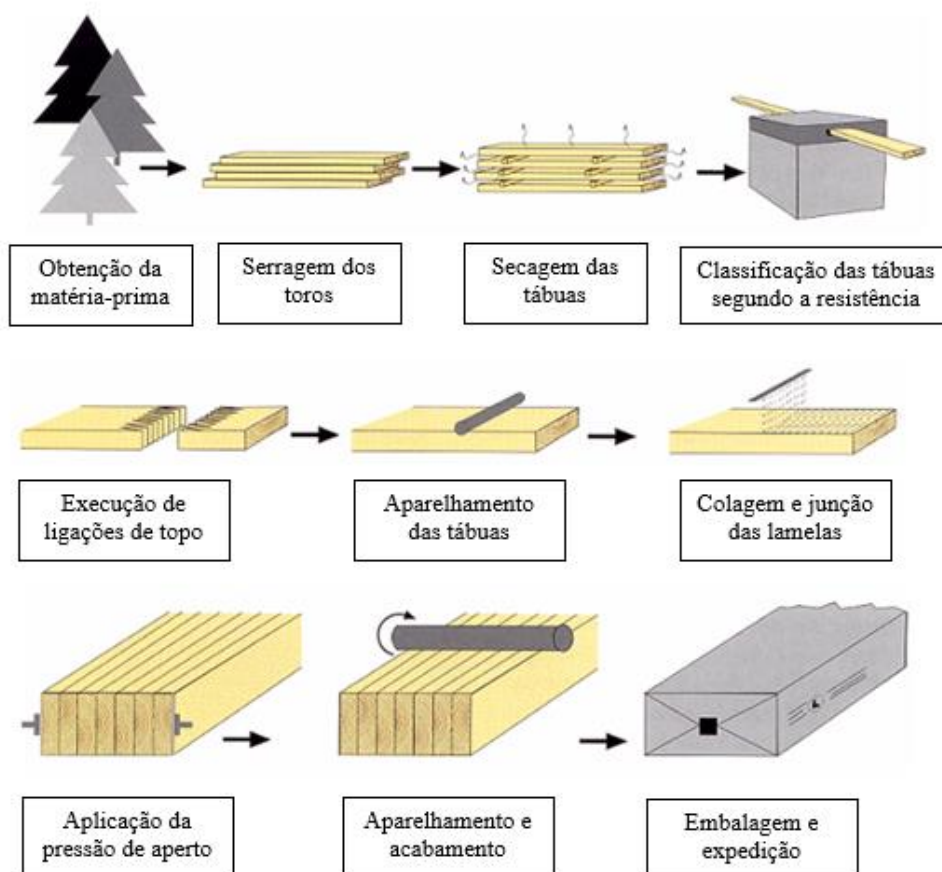 Obtenção da
matéria-prima
Serragem dos
toros
Secagem das
tábuas
Classificação das tábuas
segundo a resistência
Execução de
ligações de topo
Aparelhamento
das tábuas
Colagem e junção
das lamelas
Aplicação da
pressão de aperto
Aparelhamento e
acabamento
Embalagem e
expedição